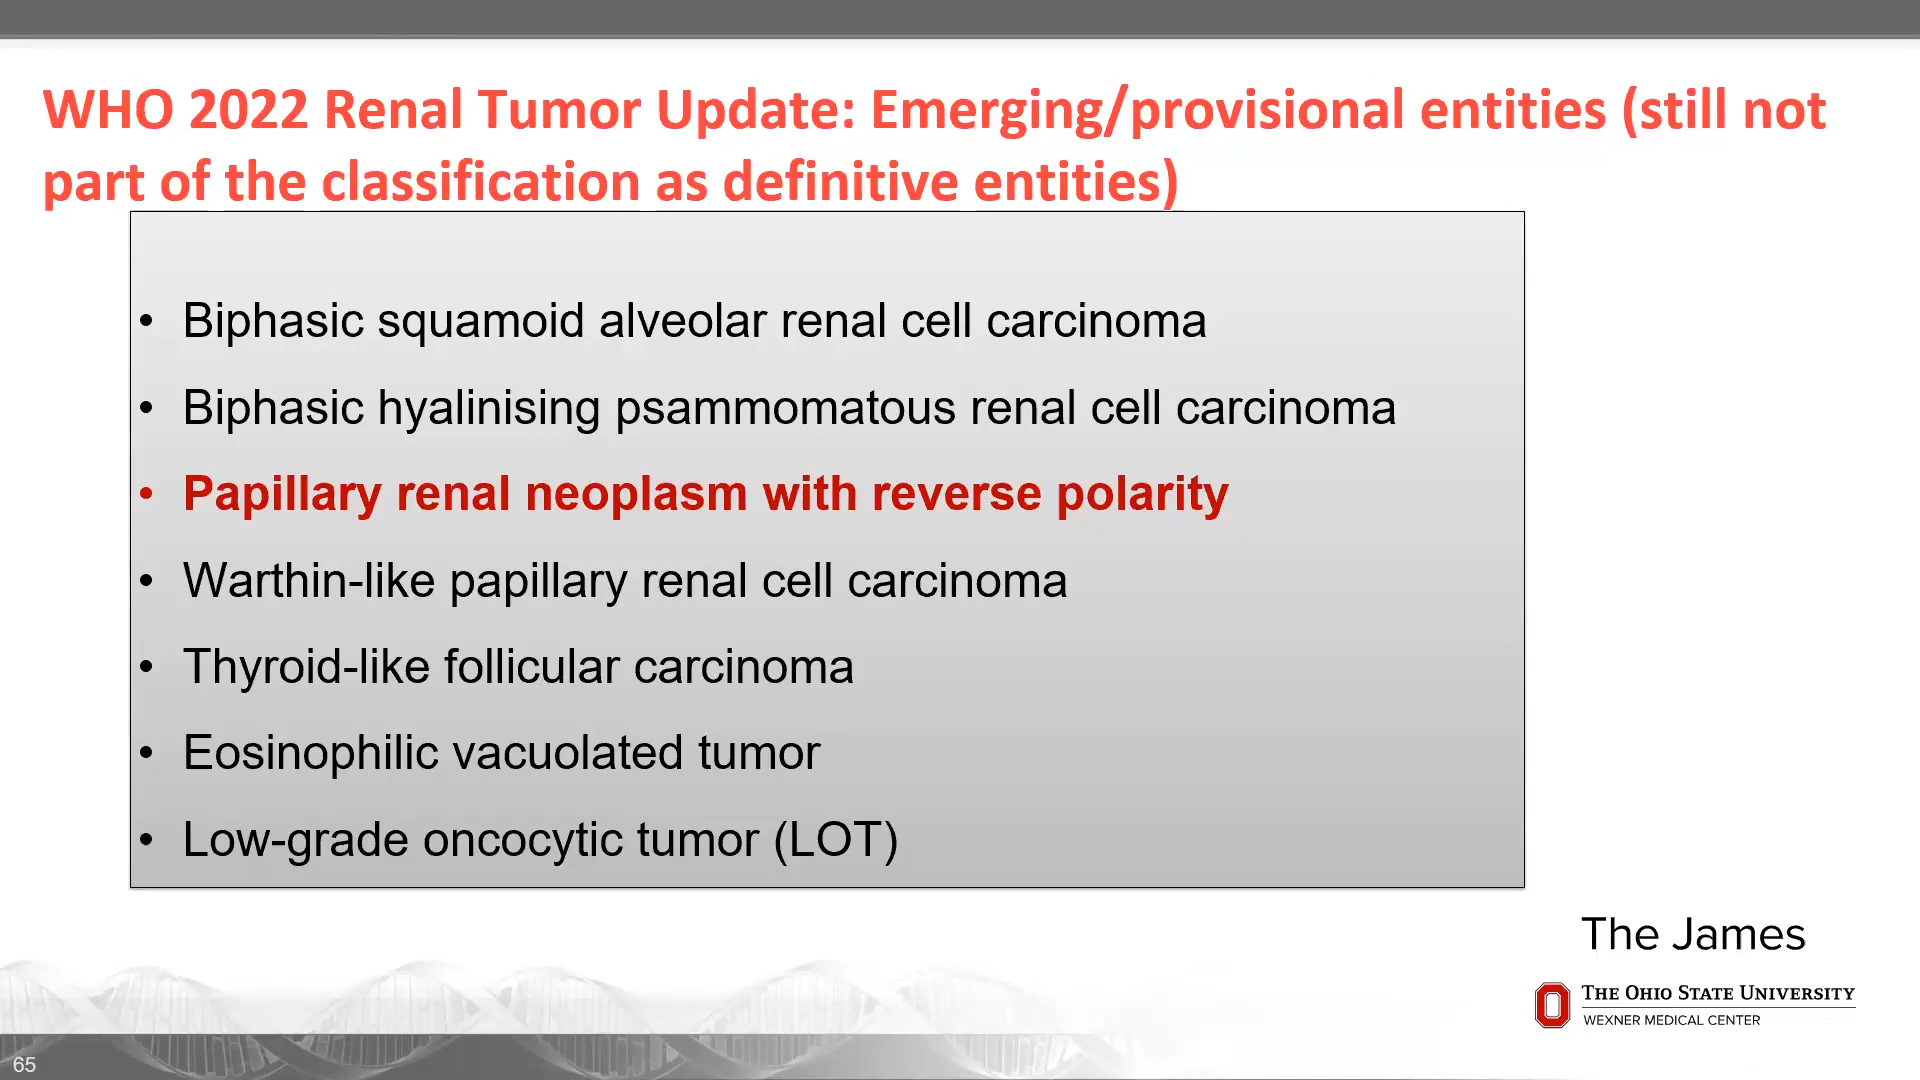 WHO 2022 Renal Tumor Update: Emerging/provisional entities (still not
part of the classification as definitive entities)
• Biphasic squamoid alveolar renal cell carcinoma
• Biphasic hyalinising psammomatous renal cell carcinoma
• Papillary renal neoplasm with reverse polarity
• Warthin-like papillary renal cell carcinoma
• Thyroid-like follicular carcinoma
• Eosinophilic vacuolated tumor
• Low-grade oncocytic tumor (LOT)
The James
THE OHIO STATE UNIVERSITY
WEXNER MEDICAL CENTER
65